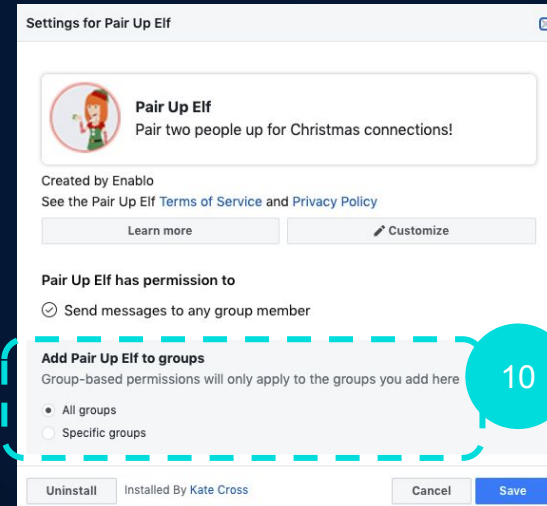 Settings for Pair Up Elf
Pair Up Elf
Pair two people up for Christmas connections!
Created by Enablo
See the Pair Up Elf Terms of Service and Privacy Policy
Learn more
Customize
Pair Up Elf has permission to
Send messages to any group member
Add Pair Up Elf to groups
Group-based permissions will only apply to the groups you add here
10
All groups
Specific groups
Uninstall
Installed By Kate Cross
Cancel
Save